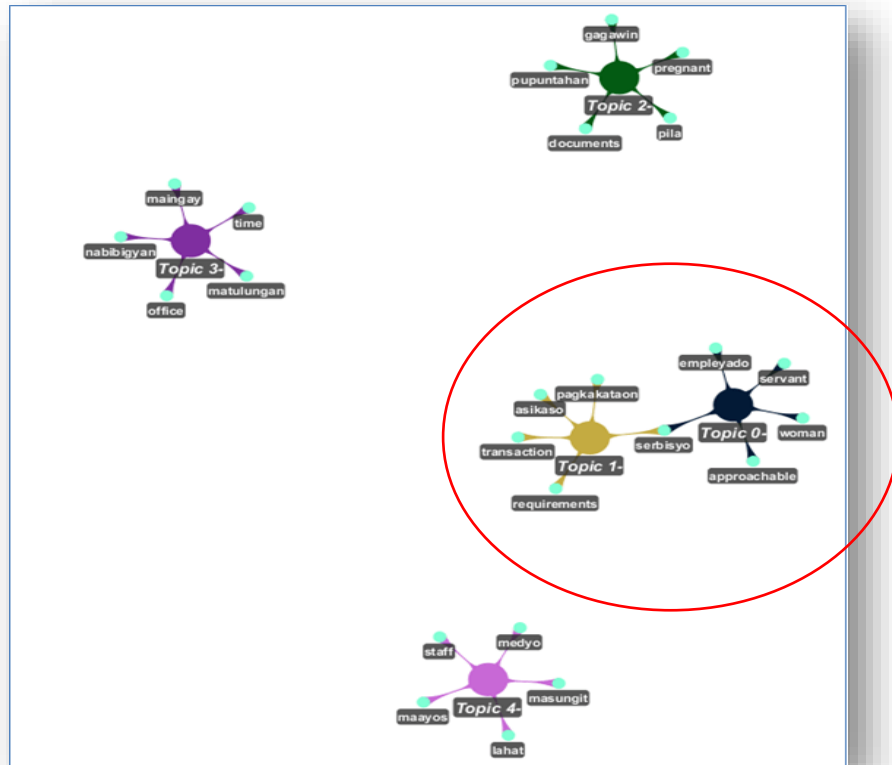 gagawin
pregnant
pupuntahan
Topic 2-
pila
documents
maingay
time
nabibigyan
Topic 3-
matulungan
office
empleyado
servant
pagkakataon
asikaso
woman
Topic 0-
serbisyo
transaction
Topic 1-
approachable
requirements
medyo
staff
masungit
Topic 4-
maayos
lahat